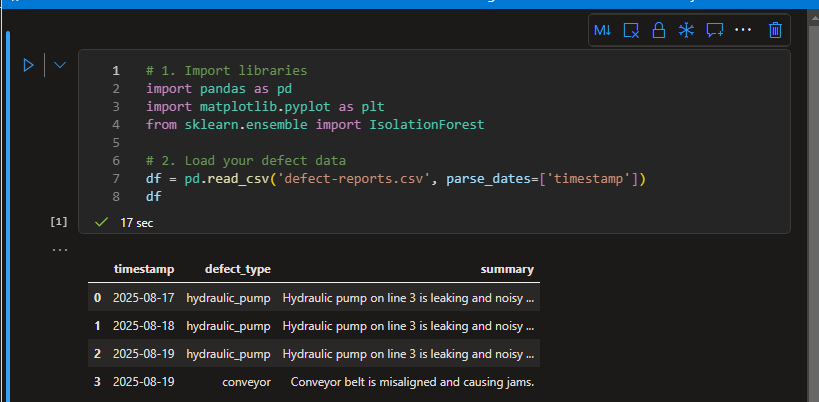 M↓
1 # 1. Import libraries
2 import pandas as pd
3 import matplotlib.pyplot as plt
4 from sklearn.ensemble import IsolationForest
5
6 # 2. Load your defect data
7 df = pd.read_csv('defect-reports.csv', parse_dates=['timestamp'])
8 df
[1] 17 sec
...
timestamp defect_type summary
0 2025-08-17 hydraulic_pump Hydraulic pump on line 3 is leaking and noisy ...
1 2025-08-18 hydraulic_pump Hydraulic pump on line 3 is leaking and noisy ...
2 2025-08-19 hydraulic_pump Hydraulic pump on line 3 is leaking and noisy ...
3 2025-08-19 conveyor Conveyor belt is misaligned and causing jams.